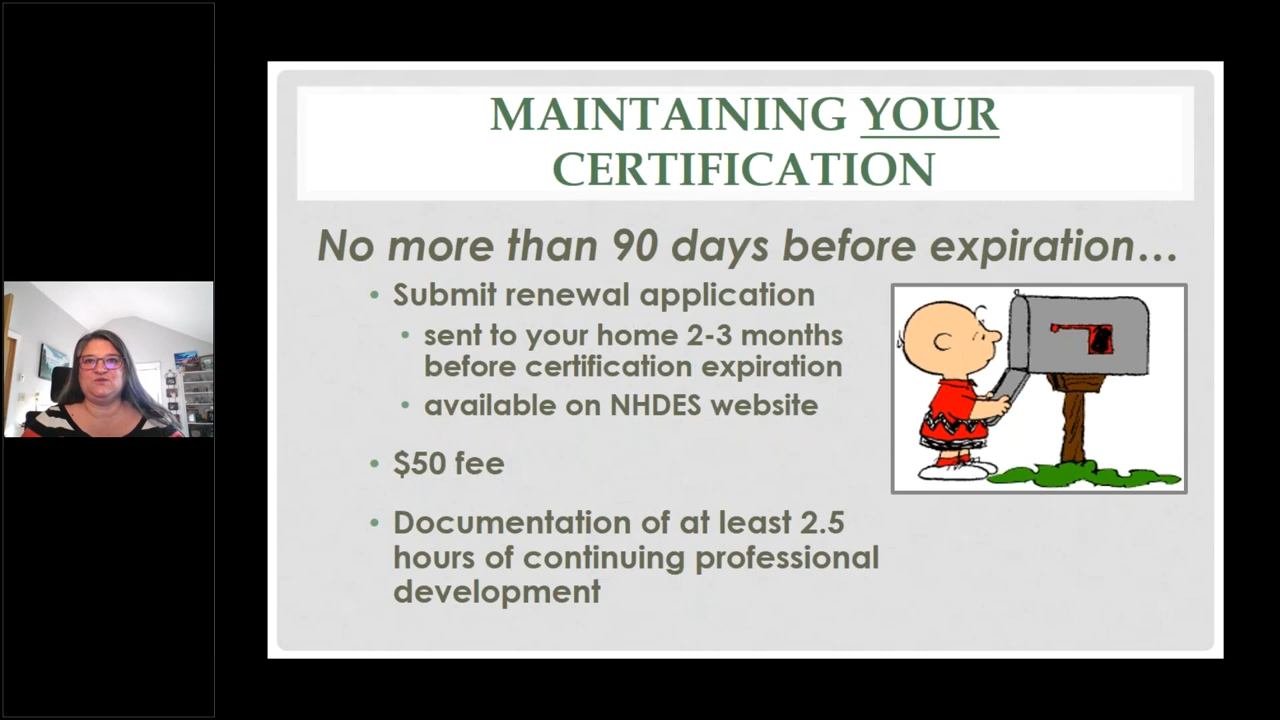 MAINTAINING YOUR
CERTIFICATION
No more than 90 days before expiration...
• Submit renewal application
• sent to your home 2-3 months
before certification expiration
• available on NHDES website
• $50 fee
• Documentation of at least 2.5
hours of continuing professional
development